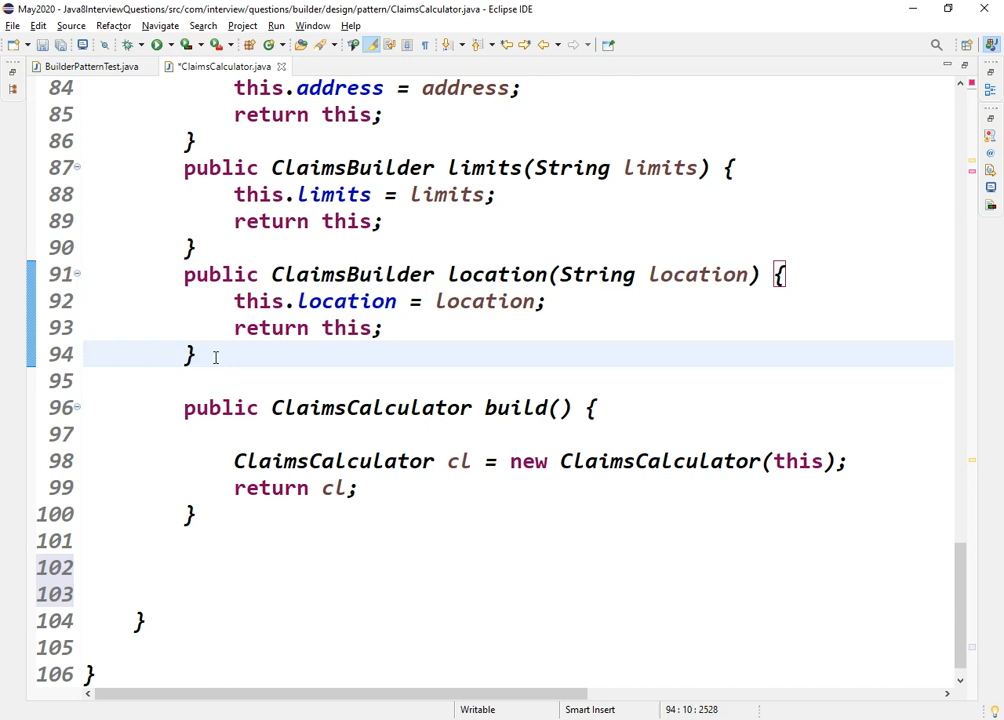 May2020 - Java8InterviewQuestions/src/com/interview/questions/builder/design/pattern/ClaimsCalculator.java - Eclipse IDE
File Edit Source Refactor Navigate Search Project Run Window Help
BuilderPatternTest.java *ClaimsCalculator.java
84 this.address = address;
85 return this;
86 }
87 public ClaimsBuilder limits(String limits) {
88 this.limits = limits;
89 return this;
90 }
91 public ClaimsBuilder location(String location) {
92 this.location = location;
93 return this;
94 }
95
96 public ClaimsCalculator build() {
97
98 ClaimsCalculator cl = new ClaimsCalculator(this);
99 return cl;
100 }
101
102
103
104 }
105
106 }
Writable Smart Insert 94 : 10 : 2528